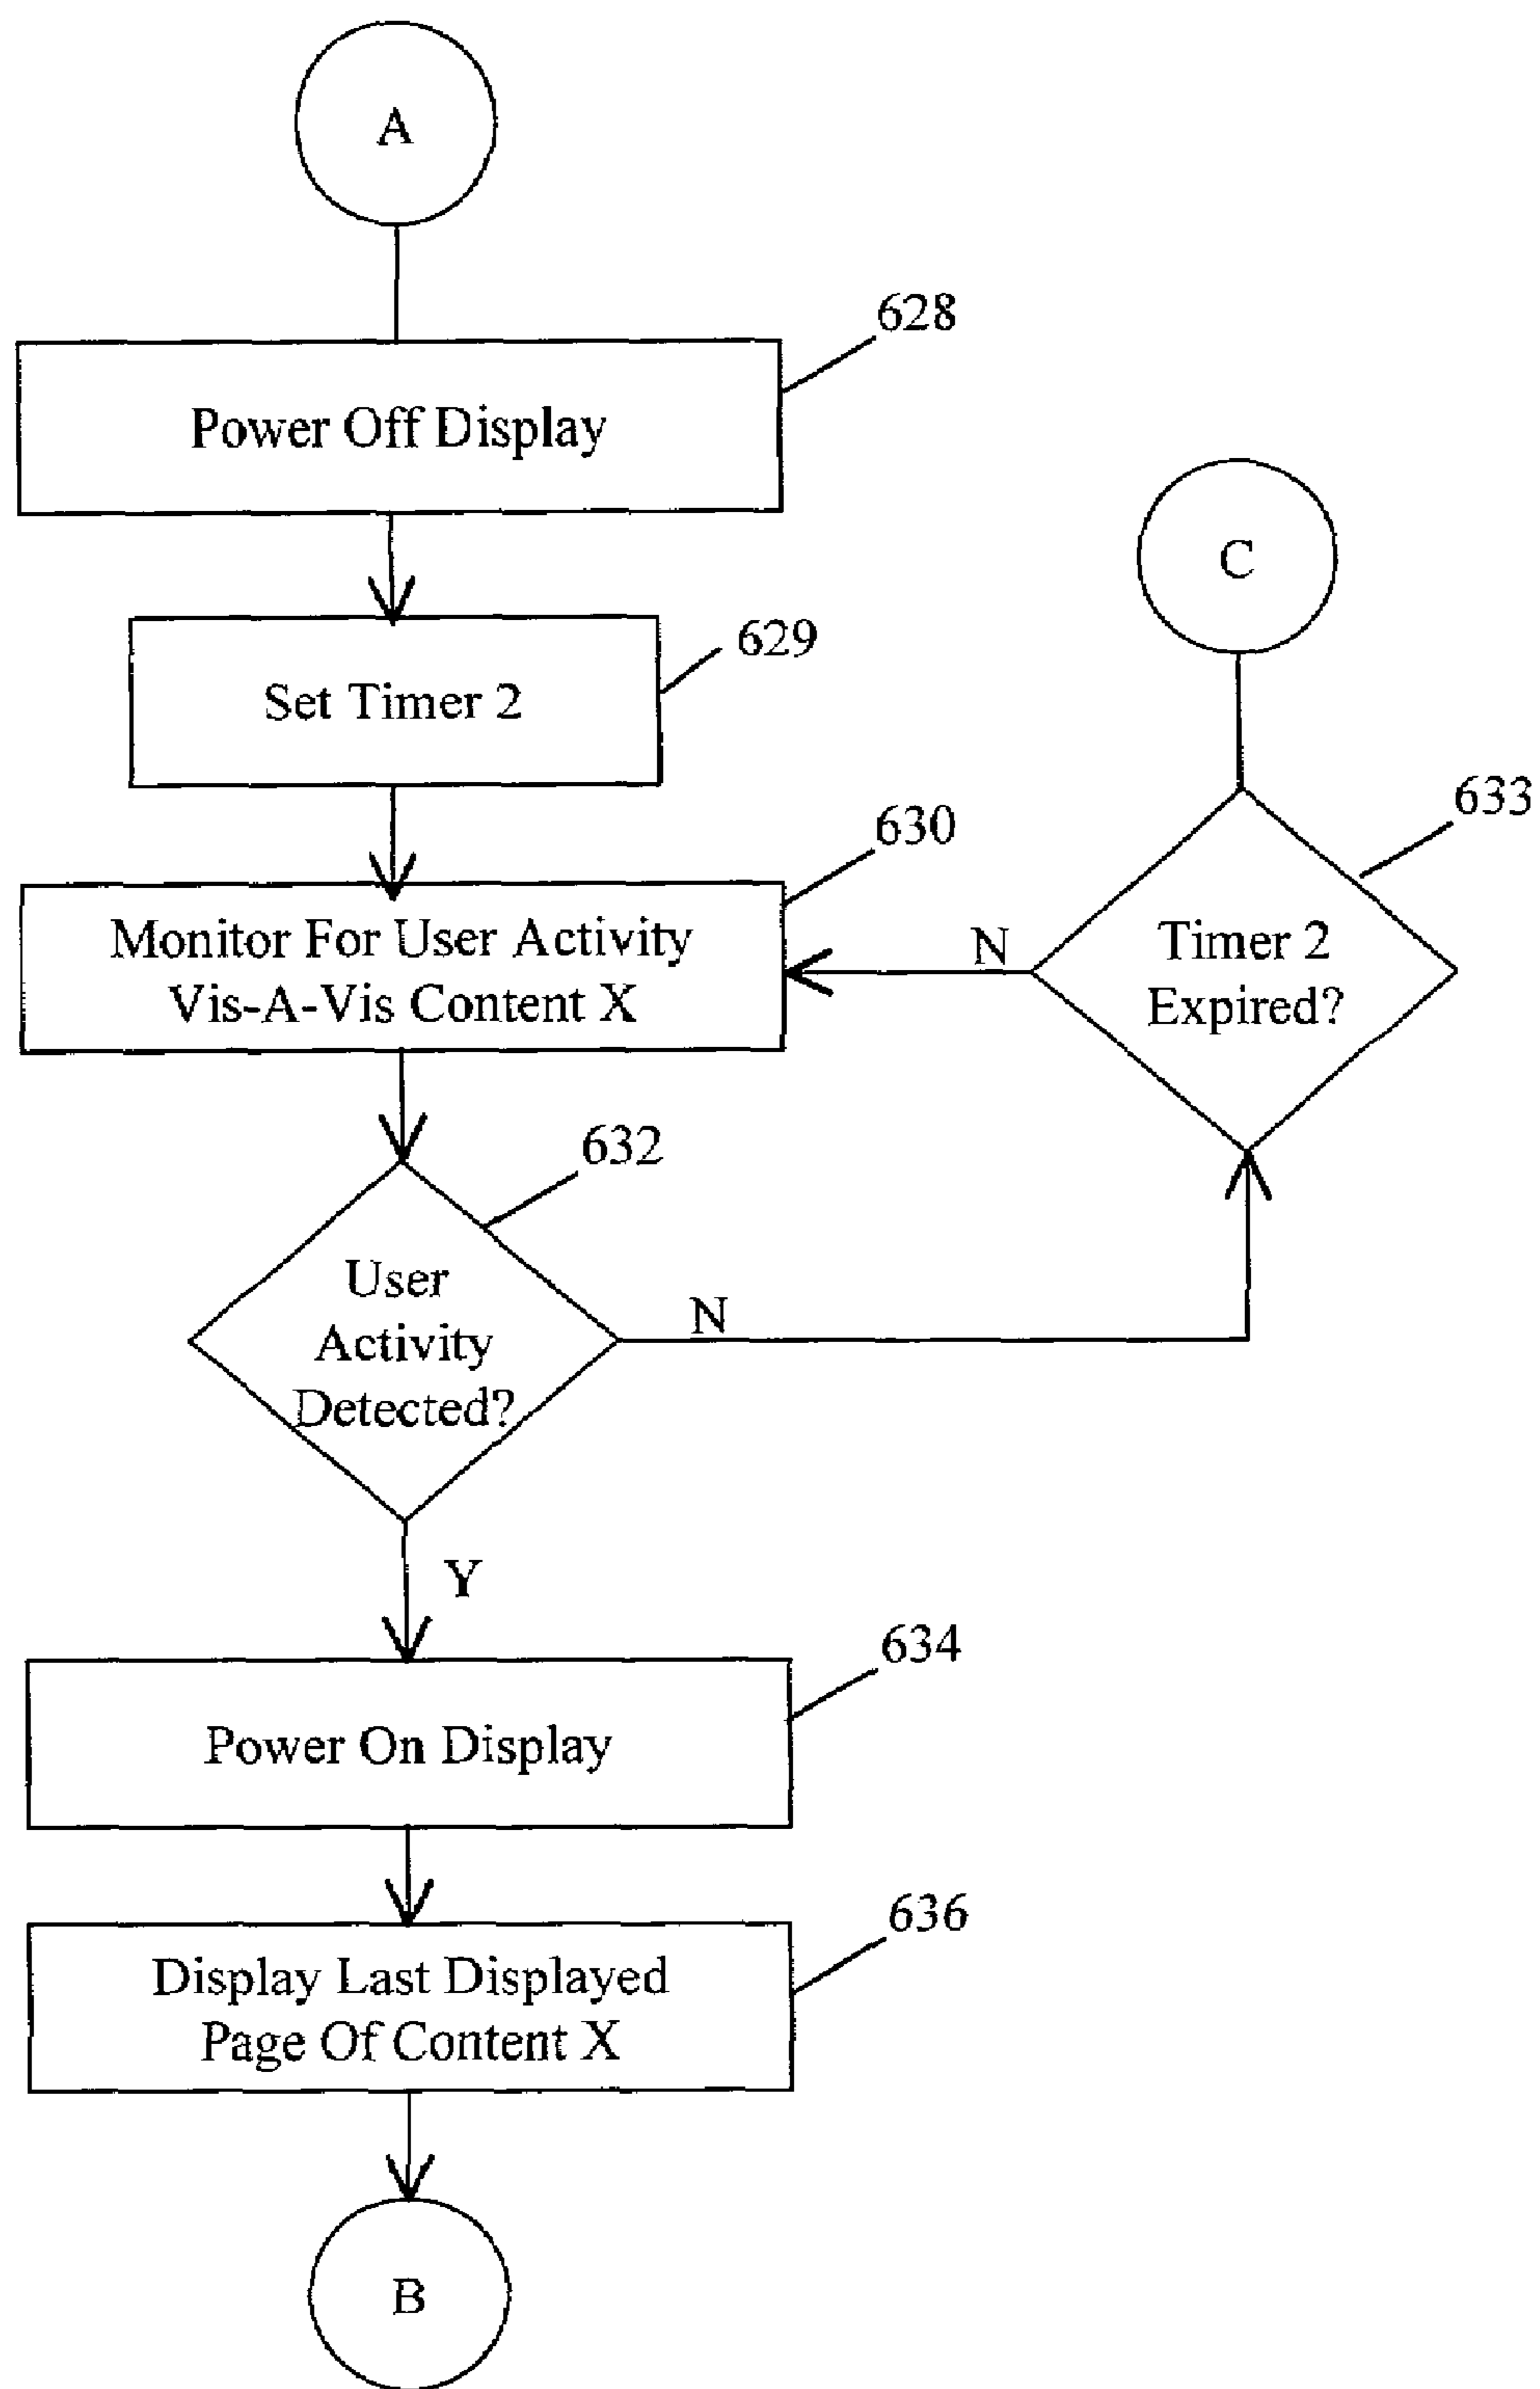 A
628
Power Off Display
C
629
Set Timer 2
633
630
Monitor For User Activity
Vis-A-Vis Content X
N
Timer 2
Expired?
632
User
Activity
Detected?
N
Y
634
Power On Display
636
Display Last Displayed
Page Of Content X
B